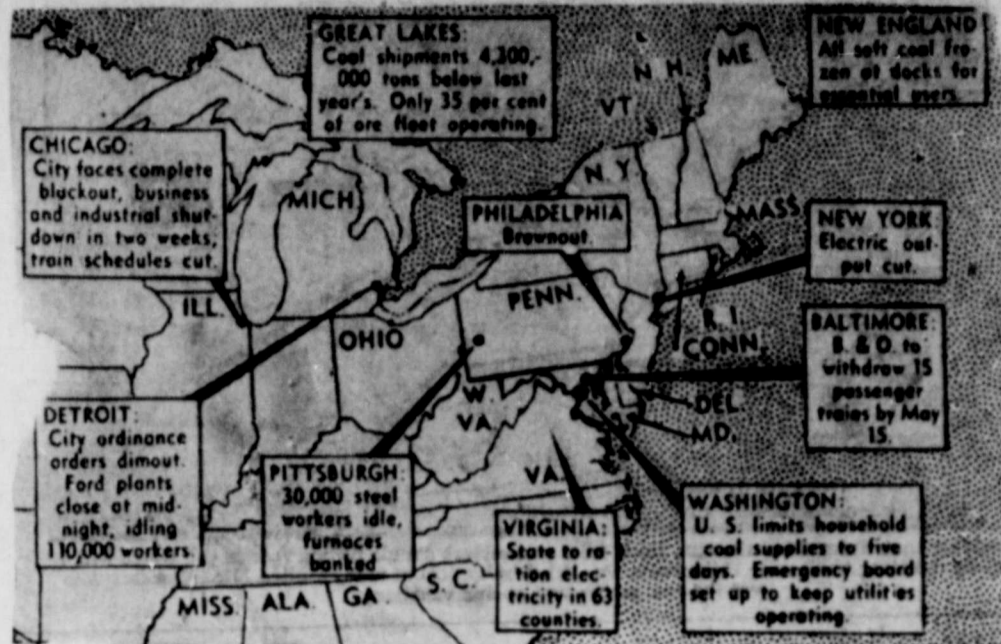 GREAT LAKES:
Coal shipments 4,300,-
000 tons below last
year's. Only 35 per cent
of ore fleet operating.
NEW ENGLAND
All soft coal fro-
zen at docks for
essential users.
CHICAGO:
City faces complete
blackout, business
and industrial shut-
down in two weeks;
train schedules cut.
PHILADELPHIA
Brownout.
NEW YORK
Electric out-
put cut.
BALTIMORE:
B. & O. to
withdraw 15
passenger
trains by May
15.
DETROIT:
City ordinance
orders dimout.
Ford plants
close at mid-
night, idling
110,000 workers.
PITTSBURGH:
30,000 steel
workers idle,
furnaces
banked
VIRGINIA:
State to ra-
tion elec-
tricity in 63
counties.
WASHINGTON:
U. S. limits household
coal supplies to five
days. Emergency board
set up to keep utilities
operating.
N. H.
ME.
VT.
N. Y.
MICH.
MASS.
ILL.
OHIO
PENN.
R. I.
CONN.
W.
VA.
DEL.
MD.
VA.
MISS.
ALA.
GA.
S. C.